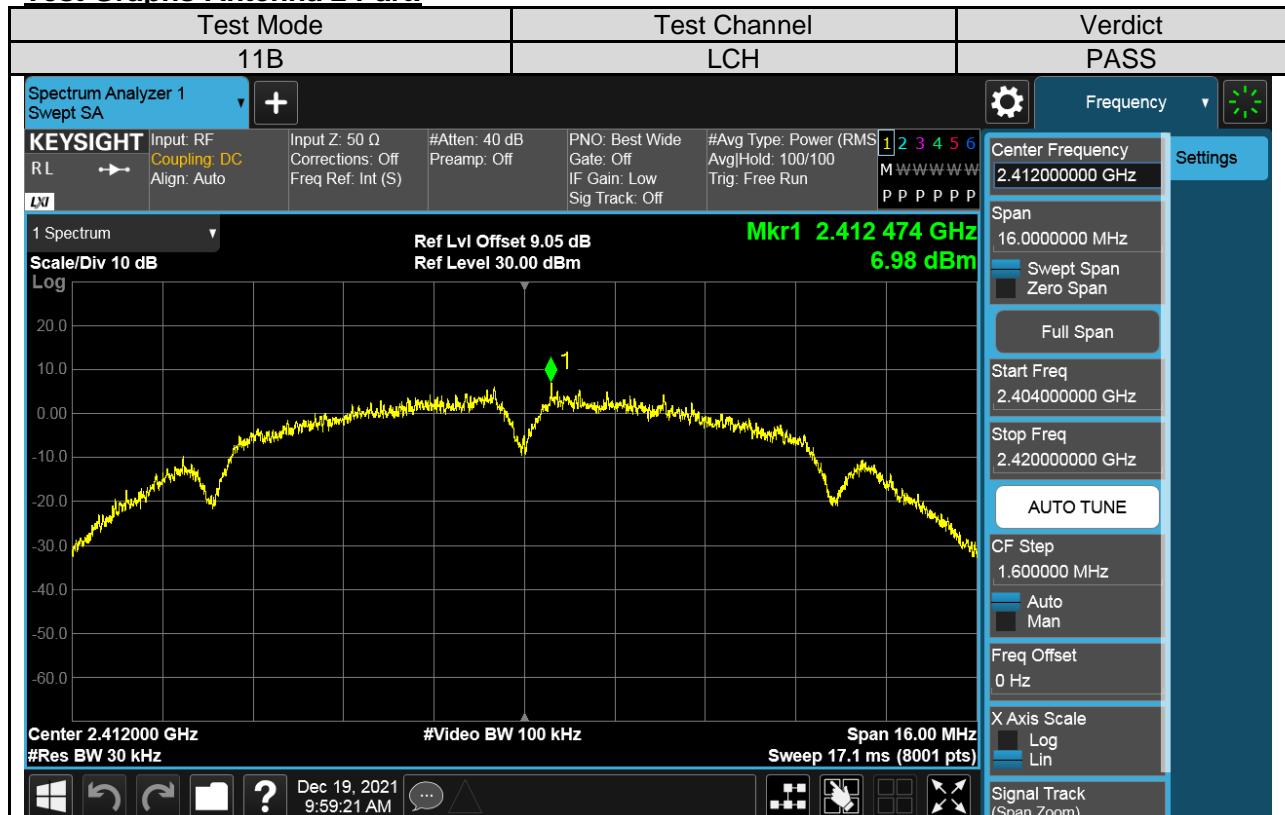 Test Graphs Antenna 2 Part:
Test Mode Test Channel Verdict
11B LCH PASS
Spectrum Analyzer 1
Swept SA
Frequency
KEYSIGHT
R L
LXI
Input: RF
Coupling: DC
Align: Auto
Input Z: 50 Ω
Corrections: Off
Freq Ref: Int (S)
#Atten: 40 dB
Preamp: Off
PNO: Best Wide
Gate: Off
IF Gain: Low
Sig Track: Off
#Avg Type: Power (RMS
Avg|Hold: 100/100
Trig: Free Run
1 2 3 4 5 6
M W W W W W
P P P P P P
1 Spectrum
Scale/Div 10 dB
Log
Ref Lvl Offset 9.05 dB
Ref Level 30.00 dBm
Mkr1 2.412 474 GHz
6.98 dBm
20.0
10.0
0.00
-10.0
-20.0
-30.0
-40.0
-50.0
-60.0
1
Center 2.412000 GHz
#Res BW 30 kHz
#Video BW 100 kHz
Span 16.00 MHz
Sweep 17.1 ms (8001 pts)
Center Frequency
2.412000000 GHz
Settings
Span
16.0000000 MHz
Swept Span
Zero Span
Full Span
Start Freq
2.404000000 GHz
Stop Freq
2.420000000 GHz
AUTO TUNE
CF Step
1.600000 MHz
Auto
Man
Freq Offset
0 Hz
X Axis Scale
Log
Lin
Signal Track
(Span Zoom)
?
Dec 19, 2021
9:59:21 AM